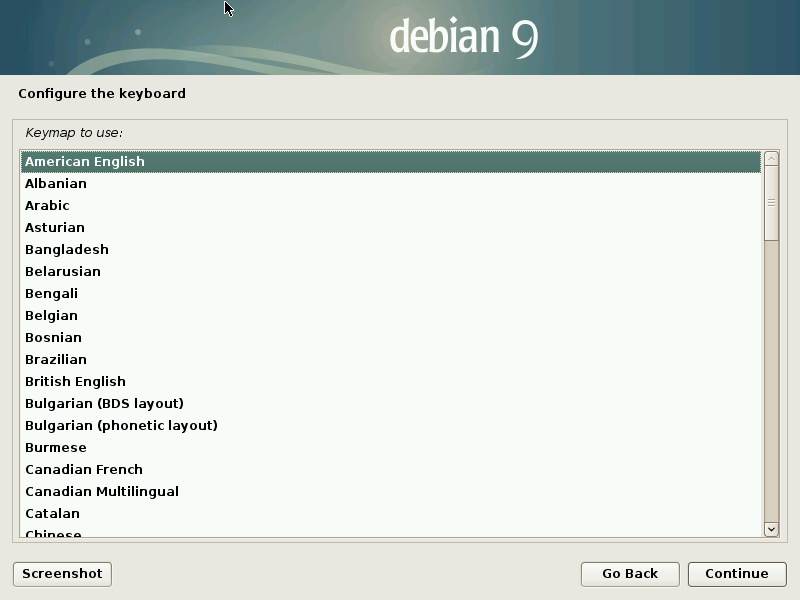 debian 9
Configure the keyboard
Keymap to use:
American English
Albanian
Arabic
Asturian
Bangladesh
Belarusian
Bengali
Belgian
Bosnian
Brazilian
British English
Bulgarian (BDS layout)
Bulgarian (phonetic layout)
Burmese
Canadian French
Canadian Multilingual
Catalan
Chinese
Screenshot
Go Back
Continue